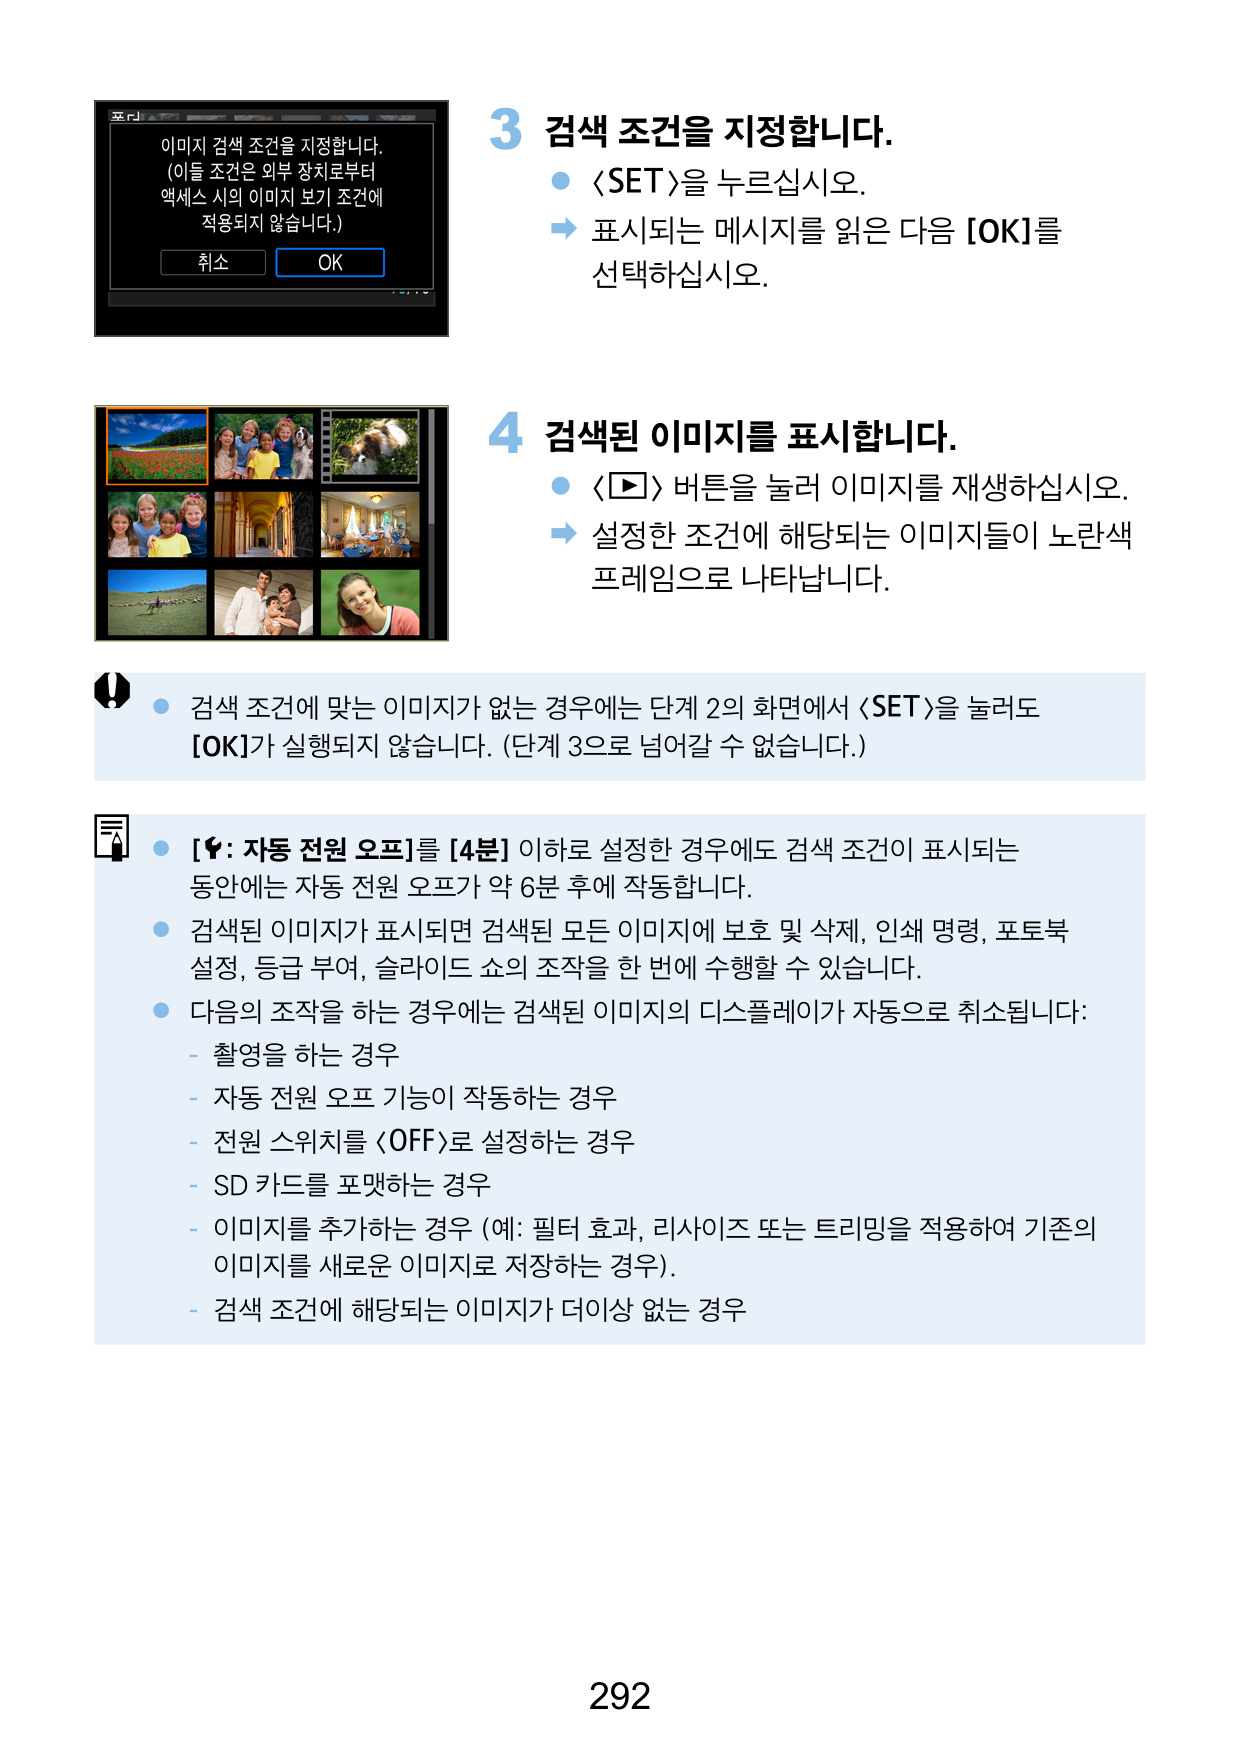 폴더
이미지 검색 조건을 지정합니다.
(이들 조건은 외부 장치로부터
액세스 시의 이미지 보기 조건에
적용되지 않습니다.)
취소 OK
3 검색 조건을 지정합니다.
● <SET>을 누르십시오.
➡ 표시되는 메시지를 읽은 다음 [OK]를
선택하십시오.
4 검색된 이미지를 표시합니다.
● <▶> 버튼을 눌러 이미지를 재생하십시오.
➡ 설정한 조건에 해당되는 이미지들이 노란색
프레임으로 나타납니다.
● 검색 조건에 맞는 이미지가 없는 경우에는 단계 2의 화면에서 <SET>을 눌러도
[OK]가 실행되지 않습니다. (단계 3으로 넘어갈 수 없습니다.)
● [: 자동 전원 오프]를 [4분] 이하로 설정한 경우에도 검색 조건이 표시되는
동안에는 자동 전원 오프가 약 6분 후에 작동합니다.
● 검색된 이미지가 표시되면 검색된 모든 이미지에 보호 및 삭제, 인쇄 명령, 포토북
설정, 등급 부여, 슬라이드 쇼의 조작을 한 번에 수행할 수 있습니다.
● 다음의 조작을 하는 경우에는 검색된 이미지의 디스플레이가 자동으로 취소됩니다:
- 촬영을 하는 경우
- 자동 전원 오프 기능이 작동하는 경우
- 전원 스위치를 <OFF>로 설정하는 경우
- SD 카드를 포맷하는 경우
- 이미지를 추가하는 경우 (예: 필터 효과, 리사이즈 또는 트리밍을 적용하여 기존의
이미지를 새로운 이미지로 저장하는 경우).
- 검색 조건에 해당되는 이미지가 더이상 없는 경우
292